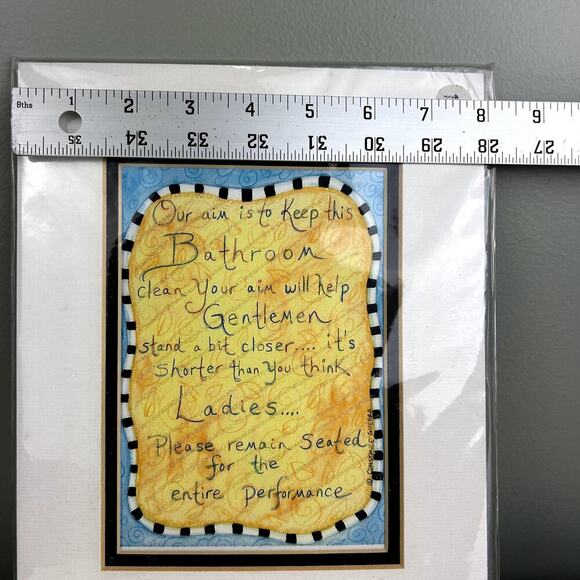 8ths 1 2 3 4 5 6 7 8 9
35 34 33 32 31 30 29 28 27
Our aim is to Keep this
Bathroom
clean Your aim will help
Gentlemen
stand a bit closer.... it's
shorter than you think
Ladies....
Please remain Seated
for the
entire Performance
© CONSTANCE GUERRA